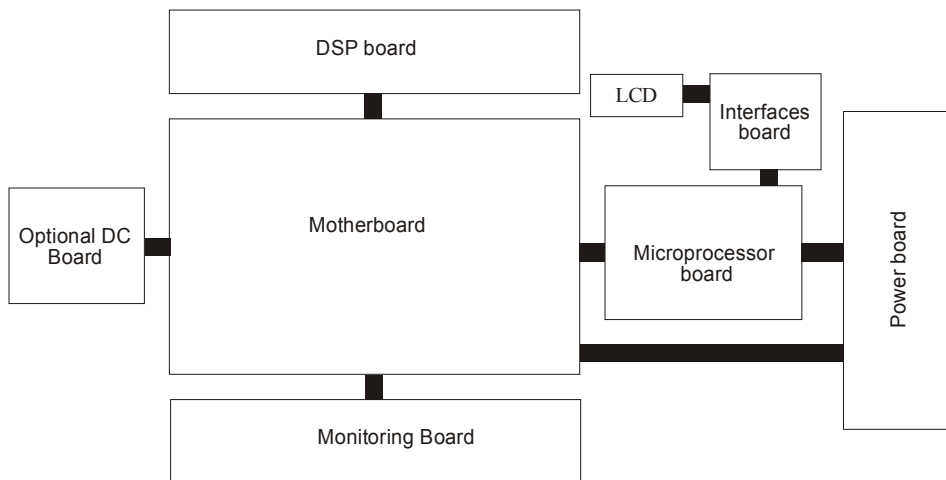 DSP board
LCD
Interfaces
board
Optional DC
Board
Motherboard
Microprocessor
board
Power board
Monitoring Board